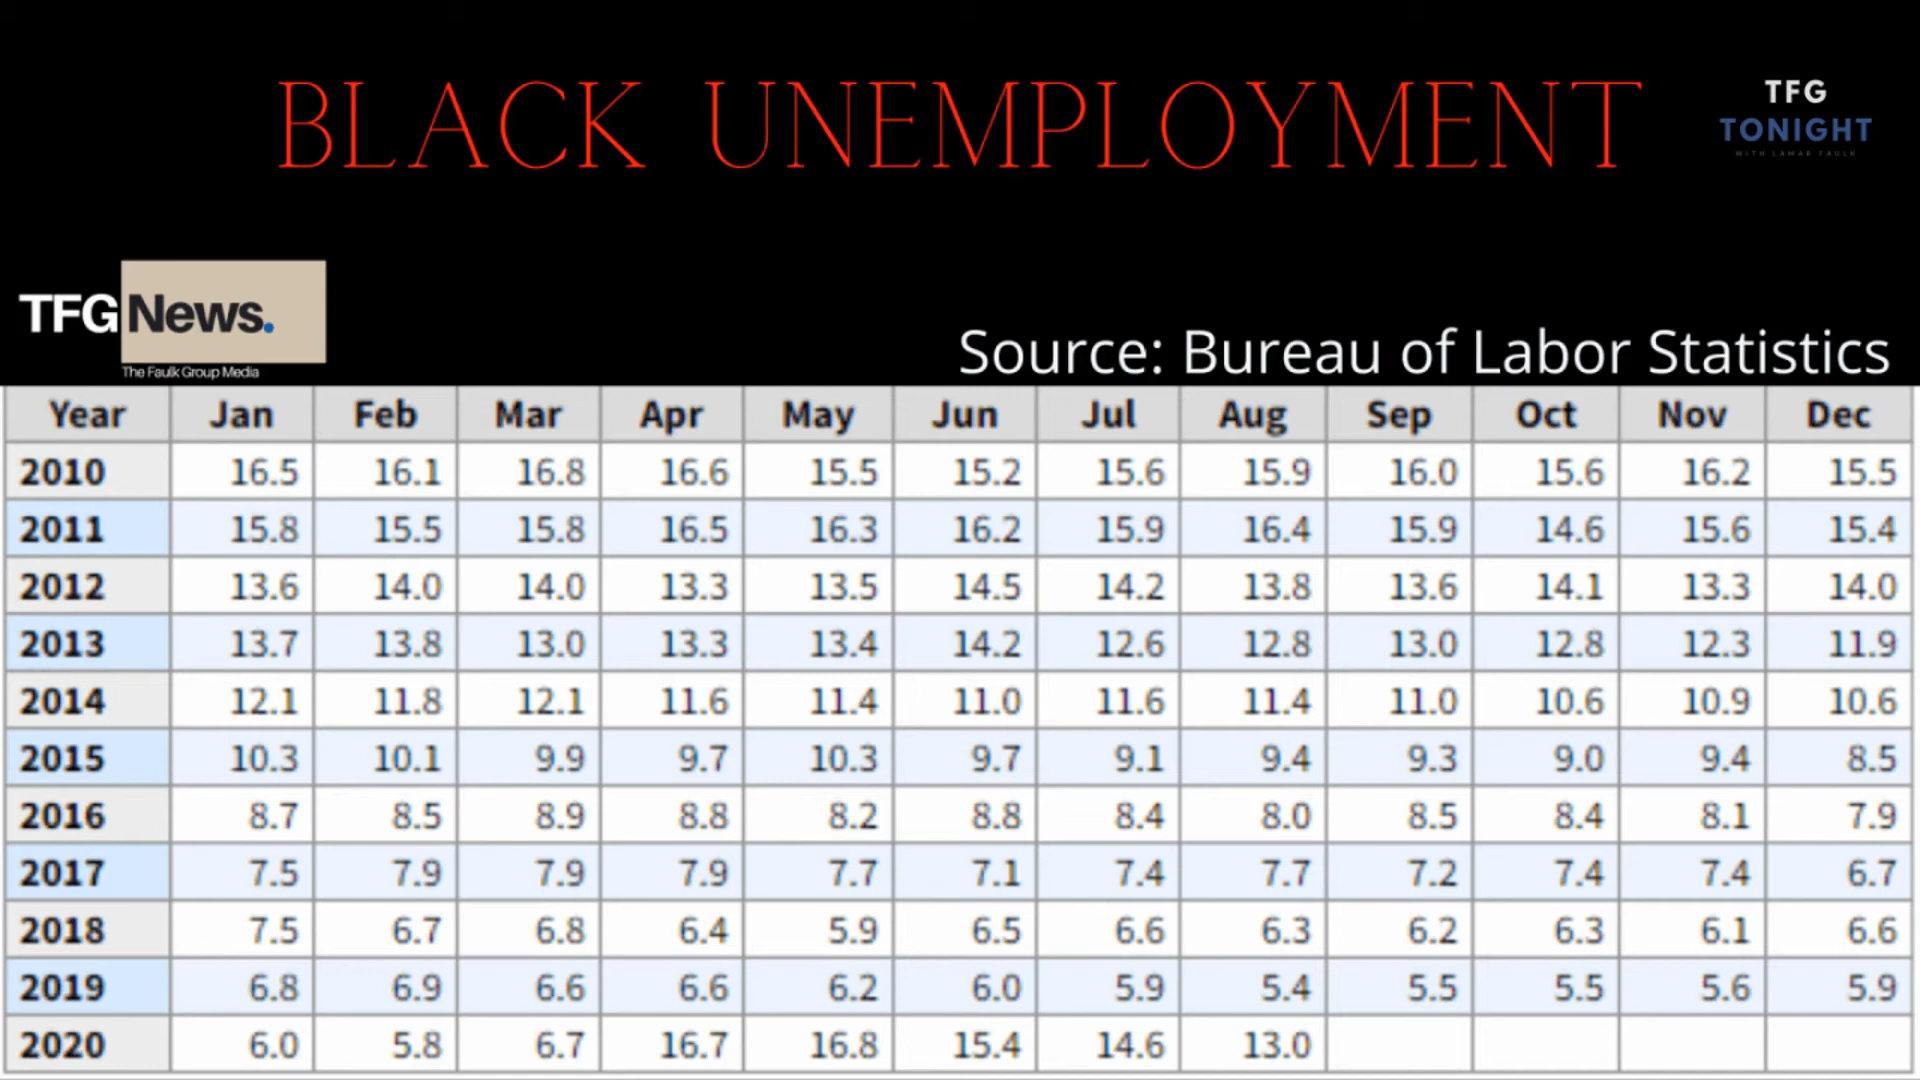 BLACK UNEMPLOYMENT
TFG
TONIGHT
WITH LAMAR FAULK
TFG News.
The Faulk Group Media
Source: Bureau of Labor Statistics
Year Jan Feb Mar Apr May Jun Jul Aug Sep Oct Nov Dec
2010 16.5 16.1 16.8 16.6 15.5 15.2 15.6 15.9 16.0 15.6 16.2 15.5
2011 15.8 15.5 15.8 16.5 16.3 16.2 15.9 16.4 15.9 14.6 15.6 15.4
2012 13.6 14.0 14.0 13.3 13.5 14.5 14.2 13.8 13.6 14.1 13.3 14.0
2013 13.7 13.8 13.0 13.3 13.4 14.2 12.6 12.8 13.0 12.8 12.3 11.9
2014 12.1 11.8 12.1 11.6 11.4 11.0 11.6 11.4 11.0 10.6 10.9 10.6
2015 10.3 10.1 9.9 9.7 10.3 9.7 9.1 9.4 9.3 9.0 9.4 8.5
2016 8.7 8.5 8.9 8.8 8.2 8.8 8.4 8.0 8.5 8.4 8.1 7.9
2017 7.5 7.9 7.9 7.9 7.7 7.1 7.4 7.7 7.2 7.4 7.4 6.7
2018 7.5 6.7 6.8 6.4 5.9 6.5 6.6 6.3 6.2 6.3 6.1 6.6
2019 6.8 6.9 6.6 6.6 6.2 6.0 5.9 5.4 5.5 5.5 5.6 5.9
2020 6.0 5.8 6.7 16.7 16.8 15.4 14.6 13.0